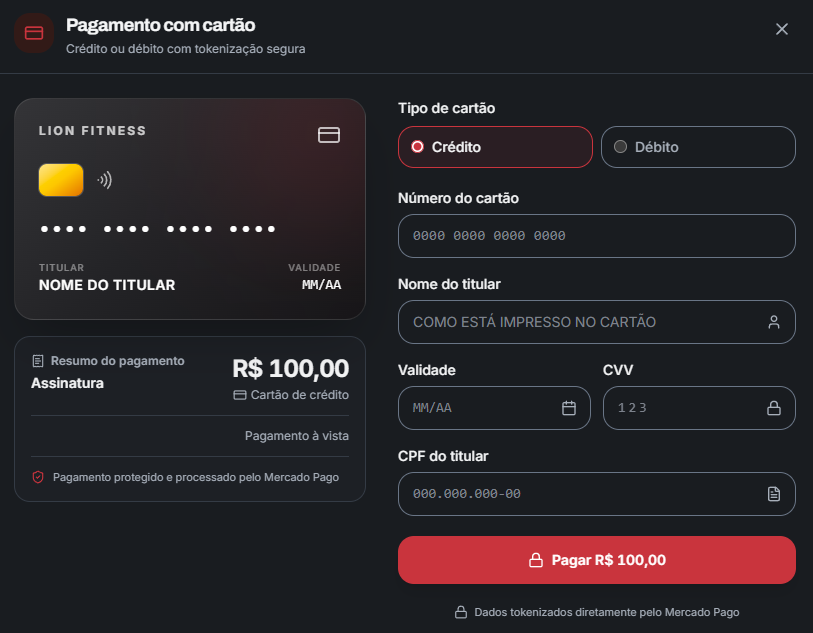 Pagamento com cartão
Crédito ou débito com tokenização segura
LION FITNESS
•••• •••• •••• ••••
TITULAR
NOME DO TITULAR
VALIDADE
MM/AA
Resumo do pagamento
Assinatura
R$ 100,00
Cartão de crédito
Pagamento à vista
Pagamento protegido e processado pelo Mercado Pago
Tipo de cartão
Crédito
Débito
Número do cartão
0000 0000 0000 0000
Nome do titular
COMO ESTÁ IMPRESSO NO CARTÃO
Validade
MM/AA
CVV
123
CPF do titular
000.000.000-00
Pagar R$ 100,00
Dados tokenizados diretamente pelo Mercado Pago